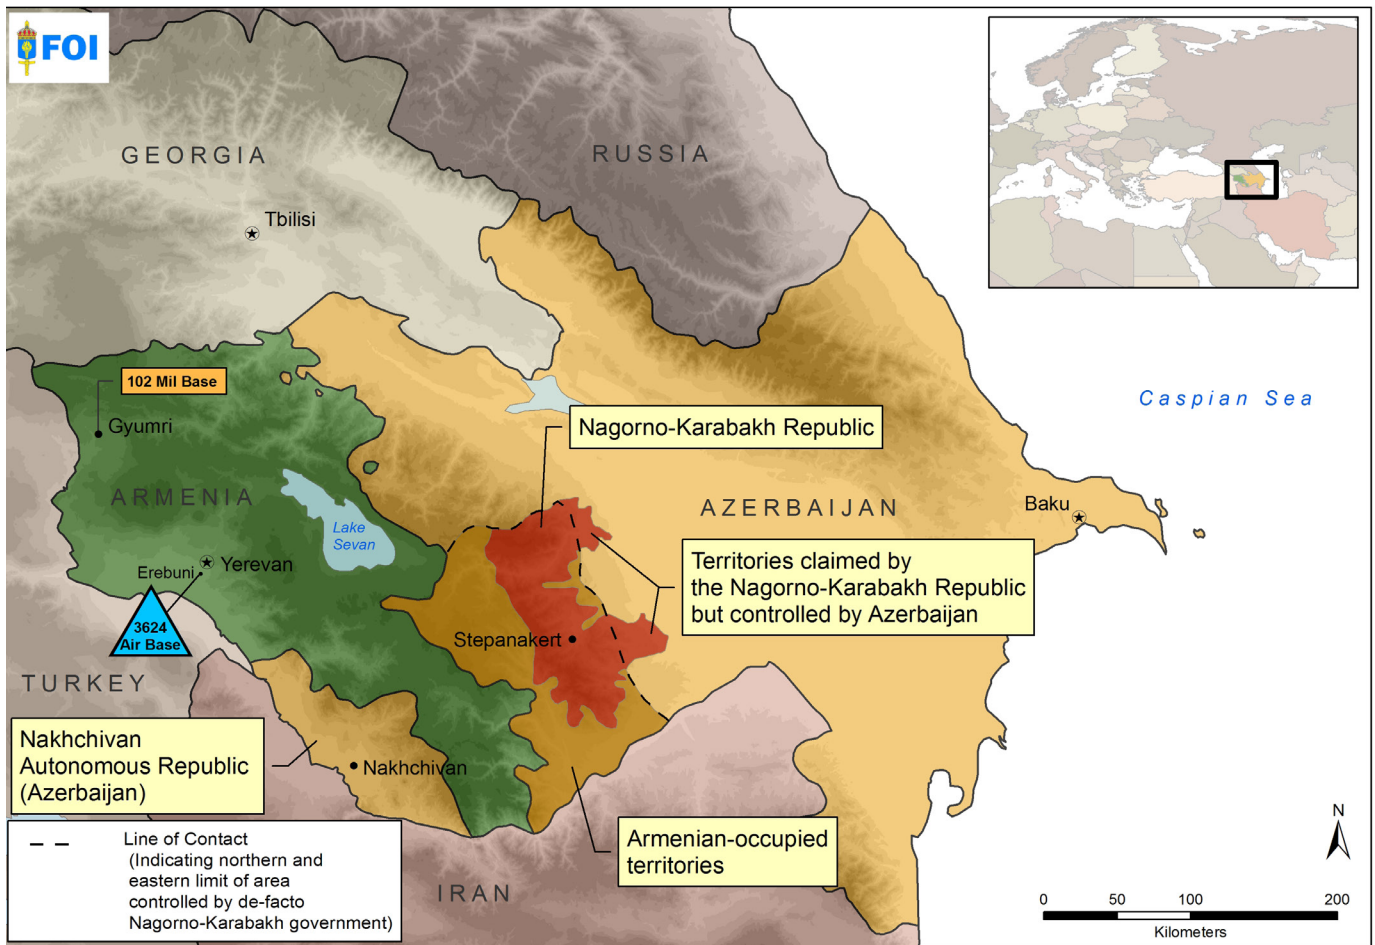 FOI
GEORGIA
RUSSIA
Tbilisi
102 Mil Base
Gyumri
Caspian Sea
Nagorno-Karabakh Republic
ARMENIA
AZERBAIJAN
Baku
Lake
Sevan
Yerevan
Erebuni
3624
Air Base
Territories claimed by
the Nagorno-Karabakh Republic
but controlled by Azerbaijan
Stepanakert
TURKEY
Nakhchivan
Autonomous Republic
(Azerbaijan)
Nakhchivan
Armenian-occupied
territories
IRAN
Line of Contact
(Indicating northern and
eastern limit of area
controlled by de-facto
Nagorno-Karabakh government)
N
0 50 100 200
Kilometers